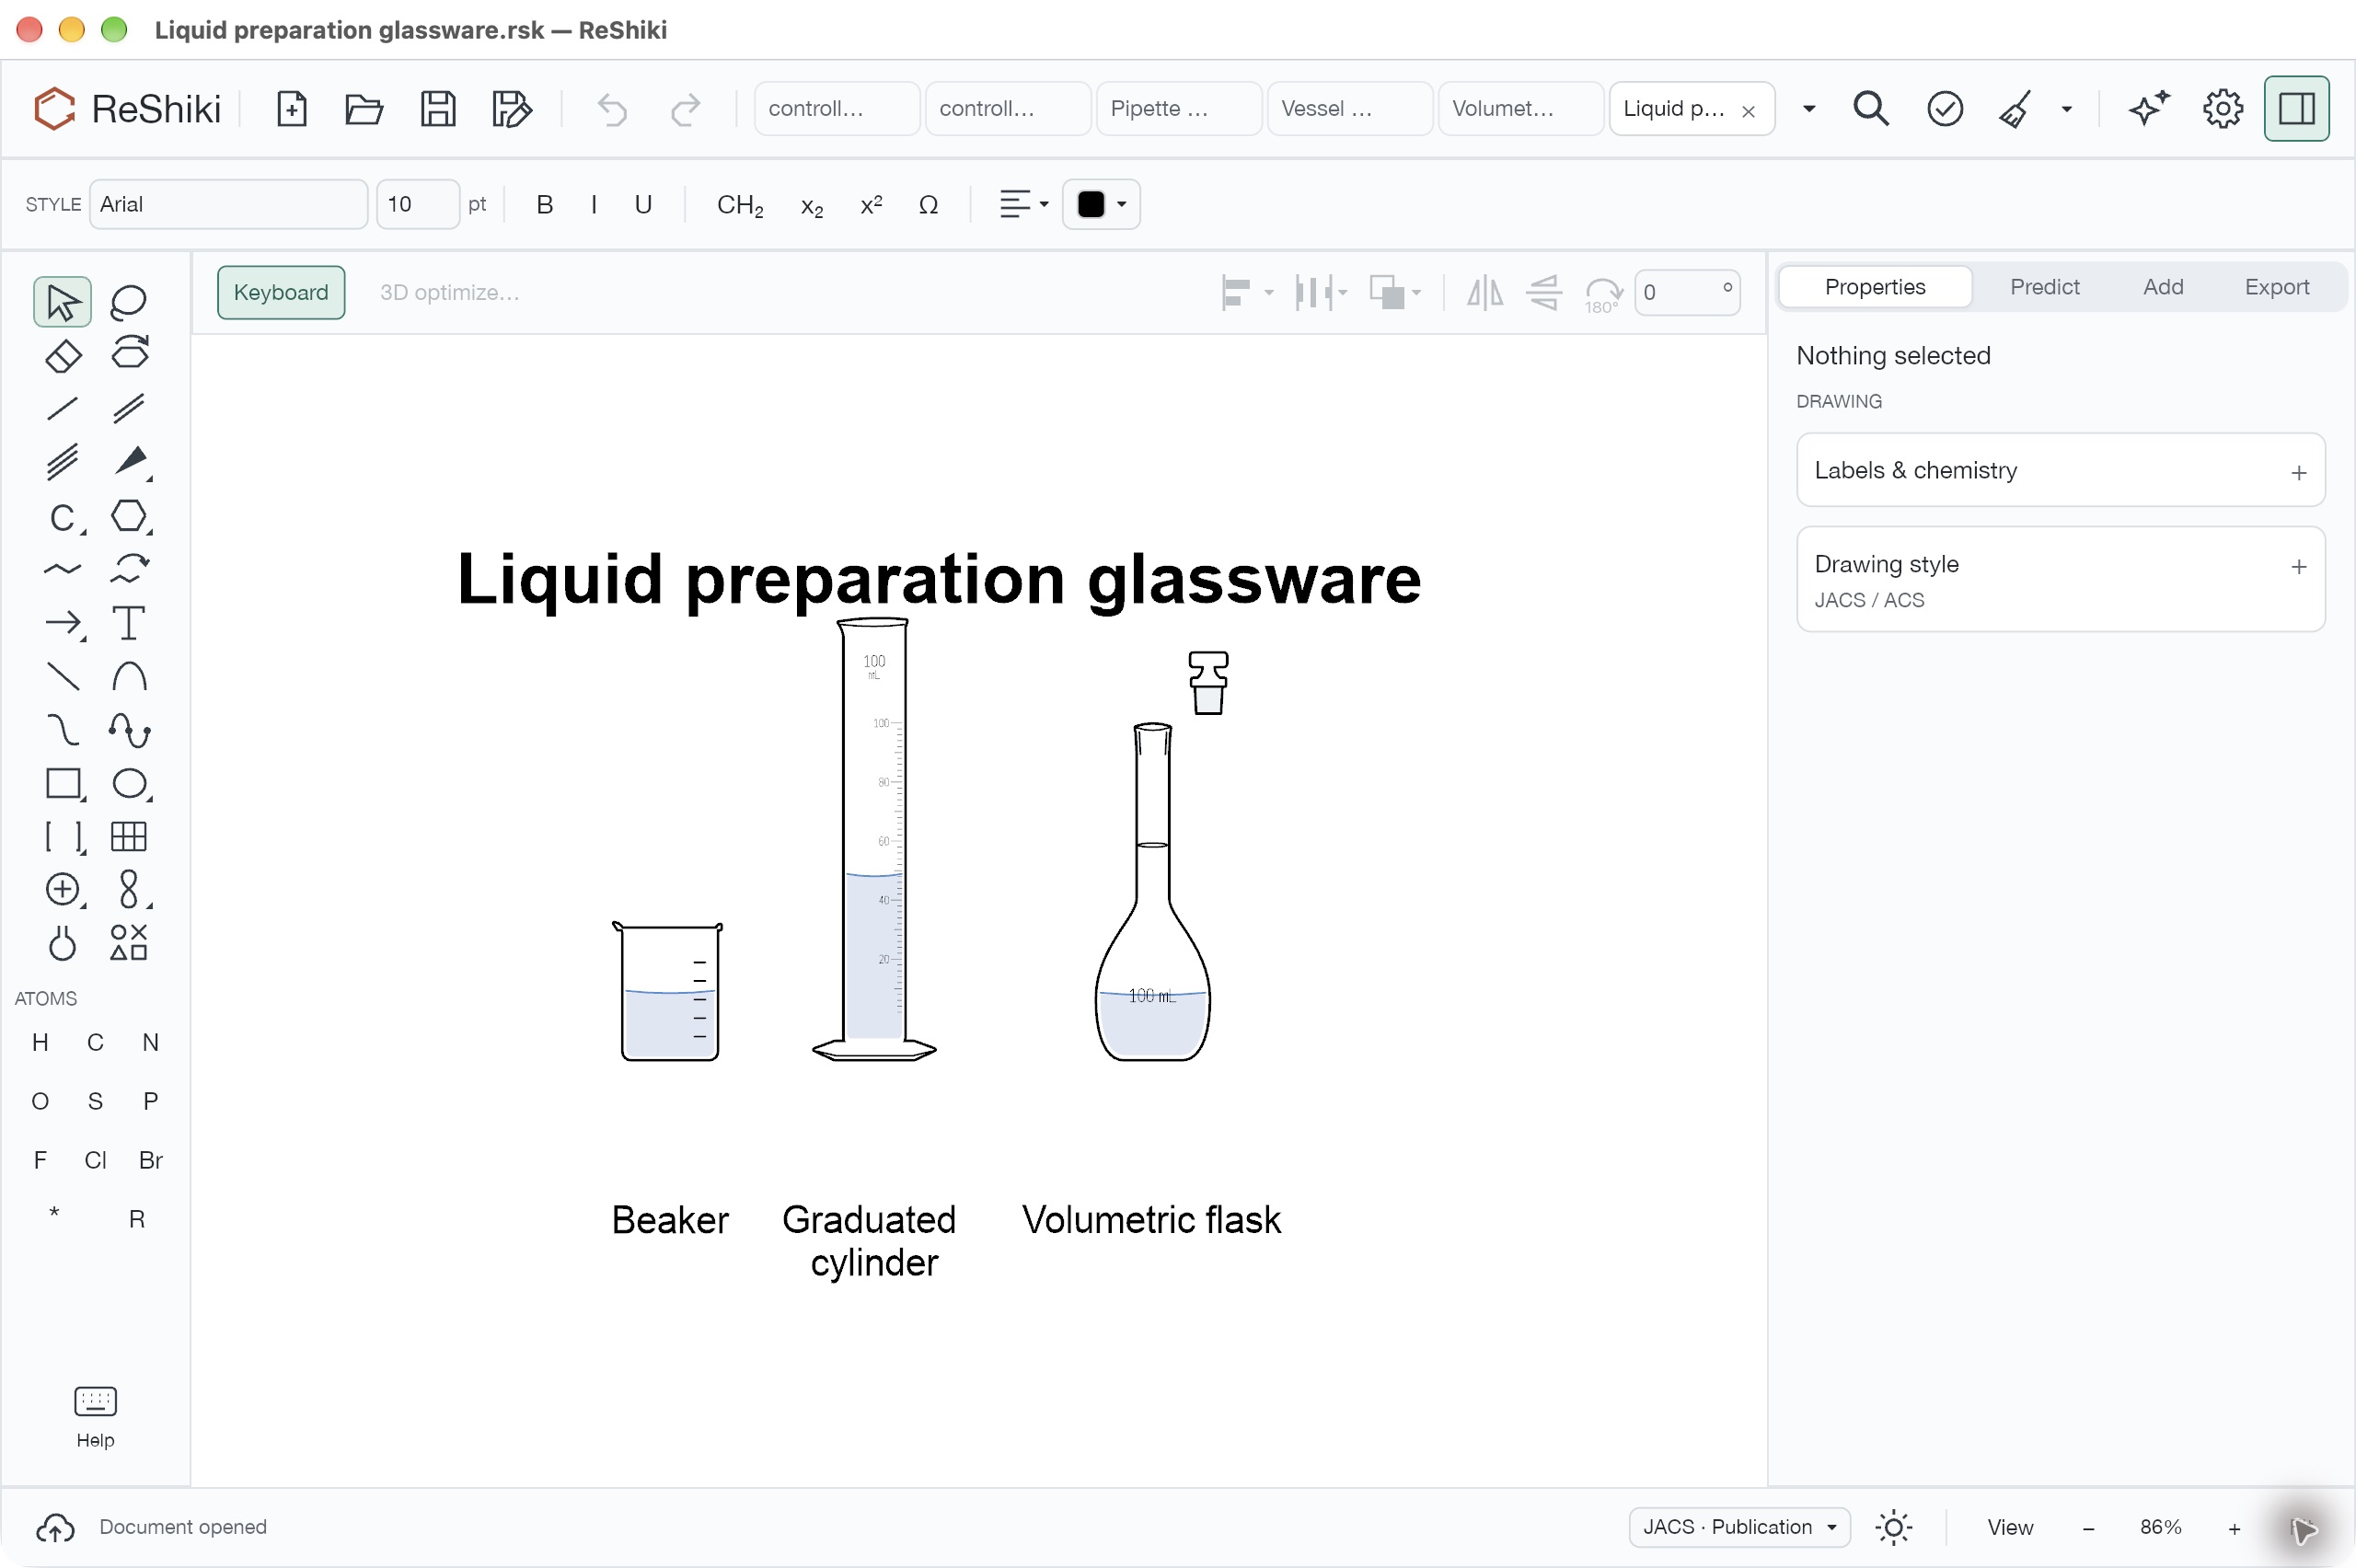 Liquid preparation glassware.rsk — ReShiki
ReShiki
controll...
controll...
Pipette ...
Vessel ...
Volumet...
Liquid p...
STYLE
Arial
10
pt
B I U
CH₂ x₂ x² Ω
Keyboard
3D optimize...
180°
0 °
Properties
Predict
Add
Export
Nothing selected
DRAWING
Labels & chemistry
Drawing style
JACS / ACS
C
T
ATOMS
H C N
O S P
F Cl Br
* R
Help
Liquid preparation glassware
100
mL
100
80
60
40
20
100 mL
Beaker
Graduated
cylinder
Volumetric flask
Document opened
JACS · Publication
View
− 86% +